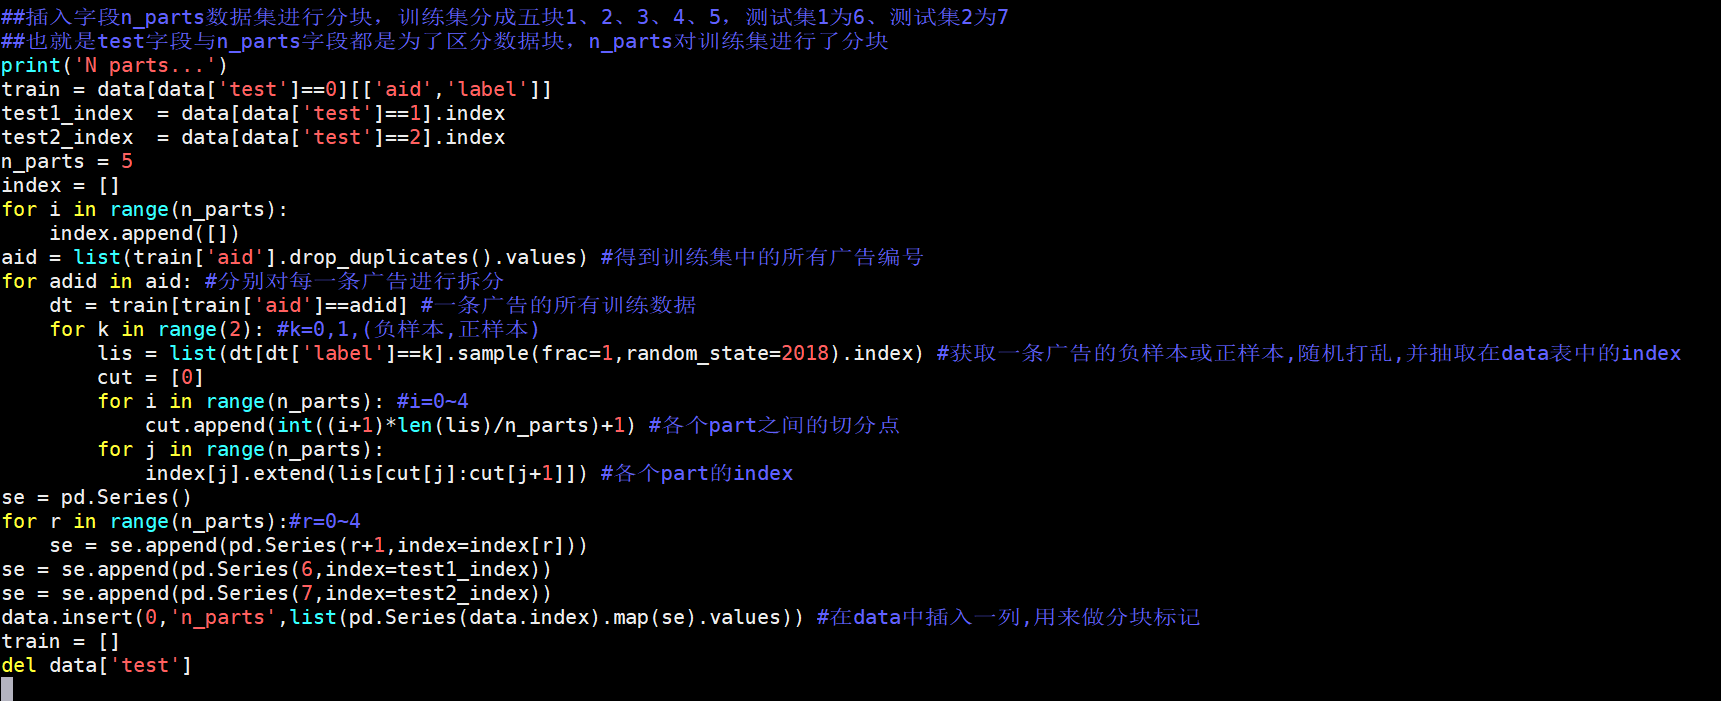 ##插入字段n_parts数据集进行分块，训练集分成五块1、2、3、4、5，测试集1为6、测试集2为7
##也就是test字段与n_parts字段都是为了区分数据块，n_parts对训练集进行了分块
print('N parts...')
train = data[data['test']==0][['aid','label']]
test1_index  = data[data['test']==1].index
test2_index  = data[data['test']==2].index
n_parts = 5
index = []
for i in range(n_parts):
    index.append([])
aid = list(train['aid'].drop_duplicates().values) #得到训练集中的所有广告编号
for adid in aid: #分别对每一条广告进行拆分
    dt = train[train['aid']==adid] #一条广告的所有训练数据
    for k in range(2): #k=0,1,(负样本,正样本)
        lis = list(dt[dt['label']==k].sample(frac=1,random_state=2018).index) #获取一条广告的负样本或正样本,随机打乱,并抽取在data表中的index
        cut = [0]
        for i in range(n_parts): #i=0~4
            cut.append(int((i+1)*len(lis)/n_parts)+1) #各个part之间的切分点
        for j in range(n_parts):
            index[j].extend(lis[cut[j]:cut[j+1]]) #各个part的index
se = pd.Series()
for r in range(n_parts):#r=0~4
    se = se.append(pd.Series(r+1,index=index[r]))
se = se.append(pd.Series(6,index=test1_index))
se = se.append(pd.Series(7,index=test2_index))
data.insert(0,'n_parts',list(pd.Series(data.index).map(se).values)) #在data中插入一列,用来做分块标记
train = []
del data['test']